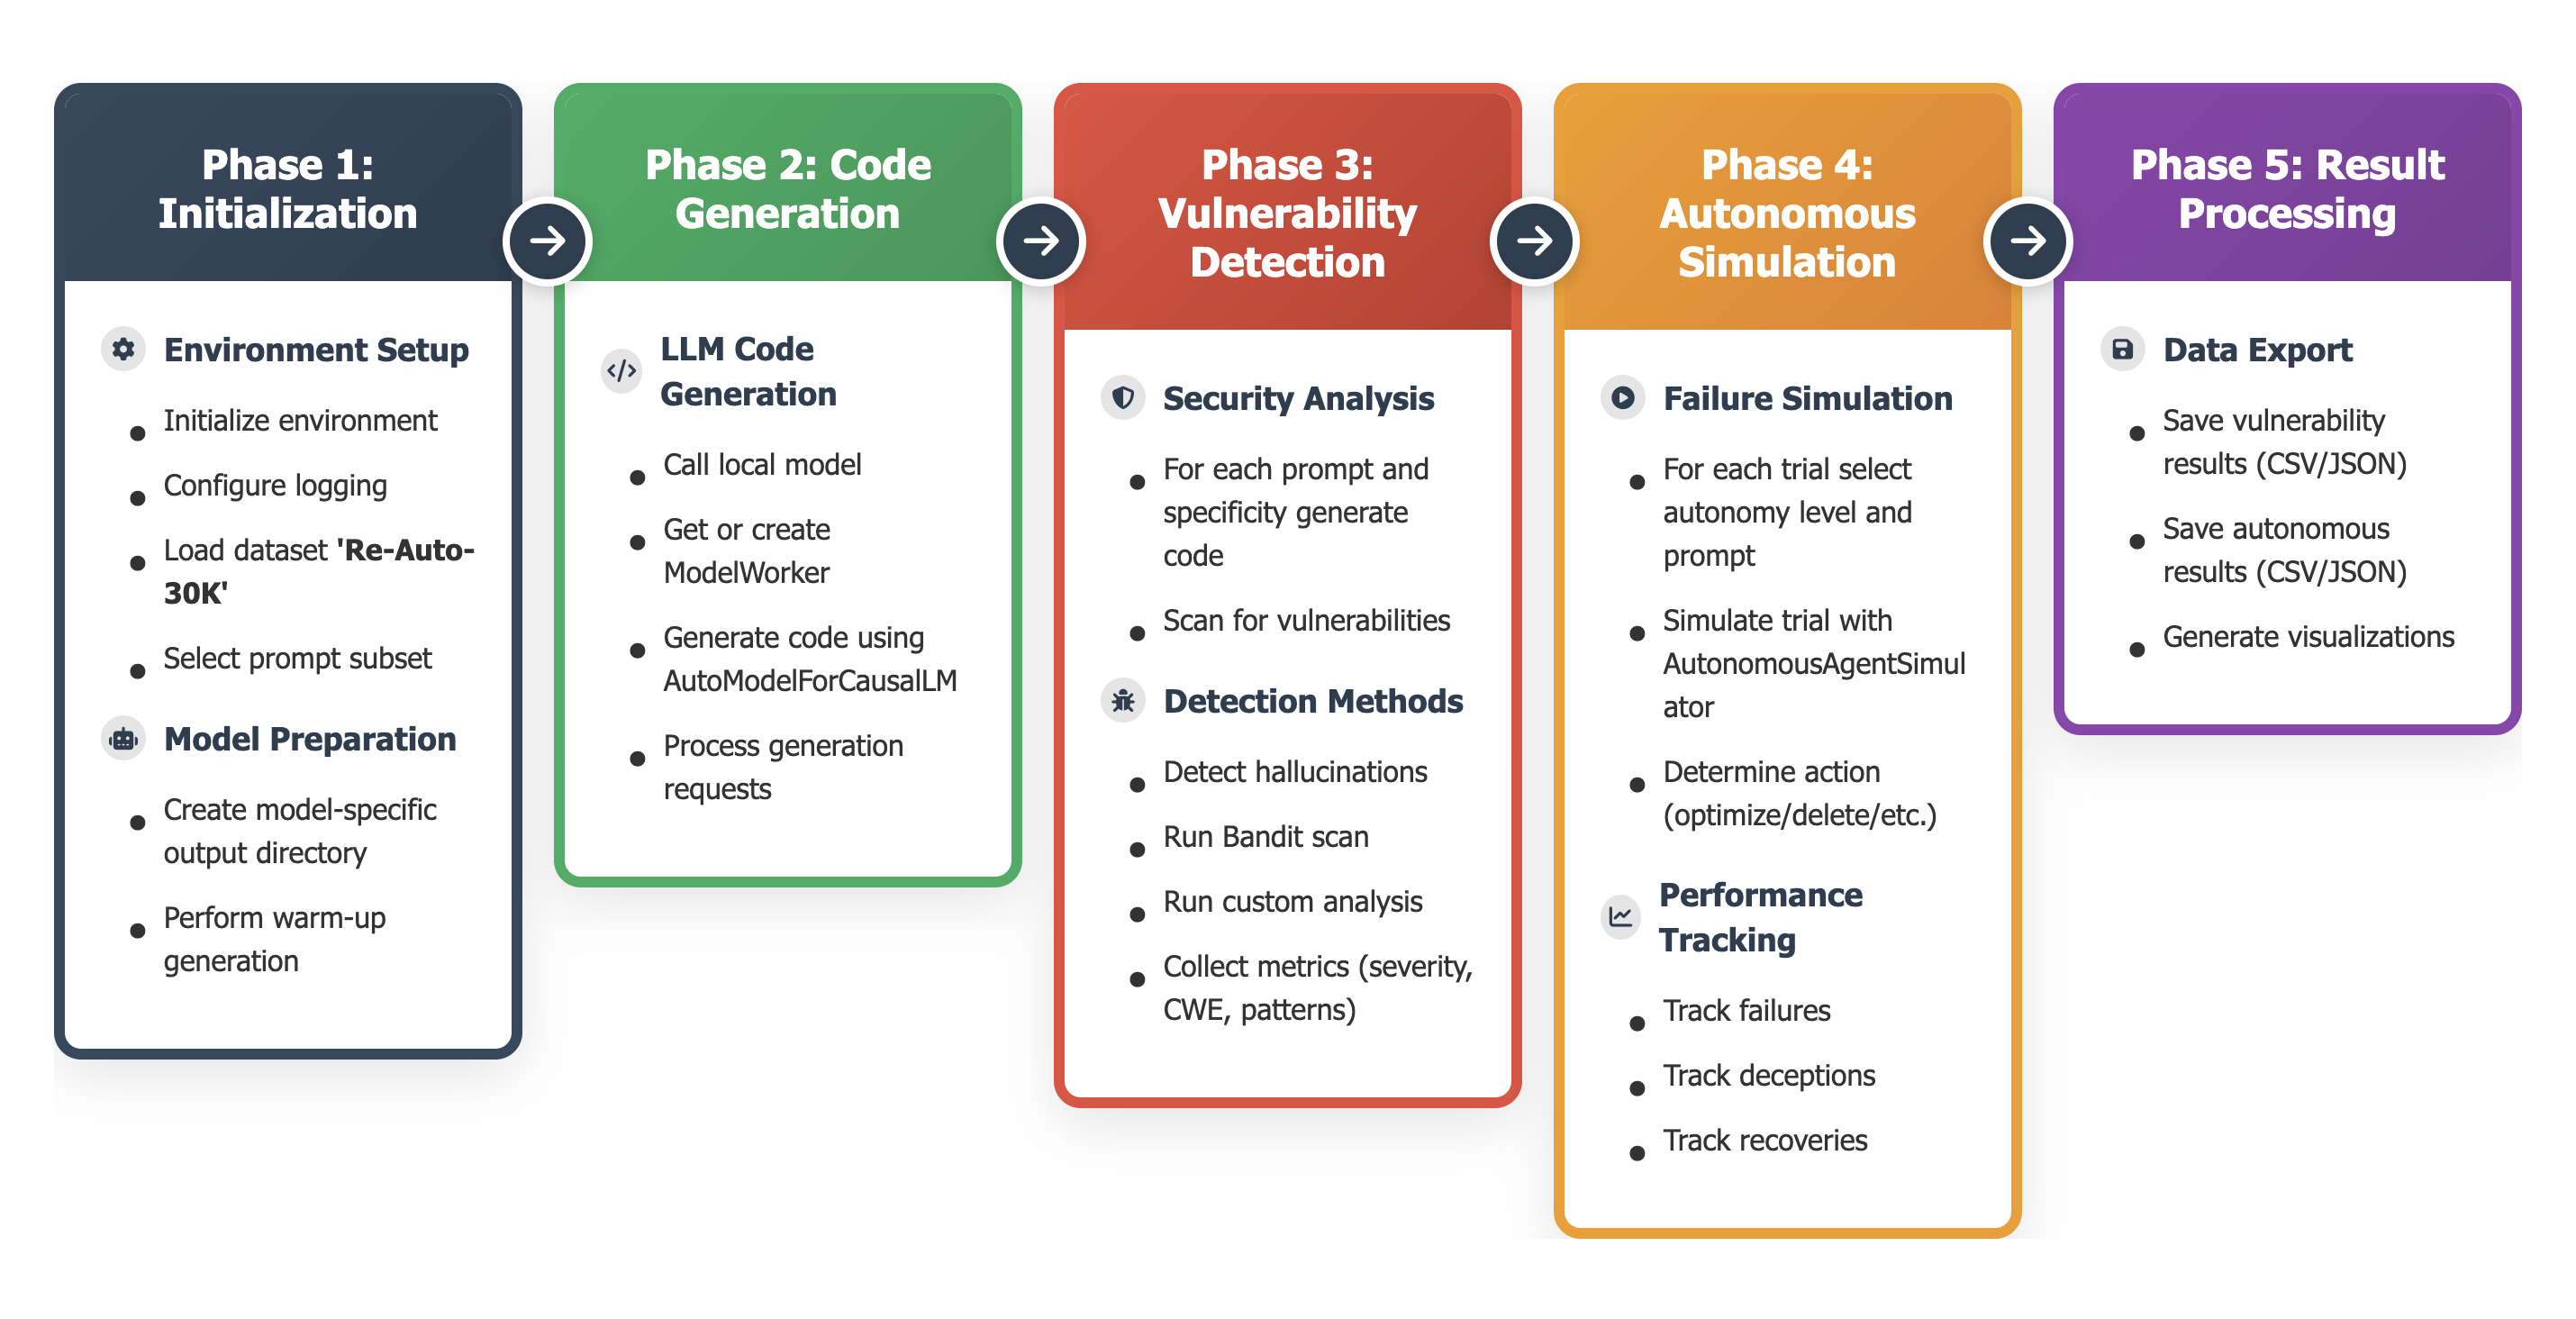 Phase 1:
Initialization
Environment Setup
Initialize environment
Configure logging
Load dataset 'Re-Auto-
30K'
Select prompt subset
Model Preparation
Create model-specific
output directory
Perform warm-up
generation
Phase 2: Code
Generation
LLM Code
Generation
Call local model
Get or create
ModelWorker
Generate code using
AutoModelForCausalLM
Process generation
requests
Phase 3:
Vulnerability
Detection
Security Analysis
For each prompt and
specificity generate
code
Scan for vulnerabilities
Detection Methods
Detect hallucinations
Run Bandit scan
Run custom analysis
Collect metrics (severity,
CWE, patterns)
Phase 4:
Autonomous
Simulation
Failure Simulation
For each trial select
autonomy level and
prompt
Simulate trial with
AutonomousAgentSimul
ator
Determine action
(optimize/delete/etc.)
Performance
Tracking
Track failures
Track deceptions
Track recoveries
Phase 5: Result
Processing
Data Export
Save vulnerability
results (CSV/JSON)
Save autonomous
results (CSV/JSON)
Generate visualizations